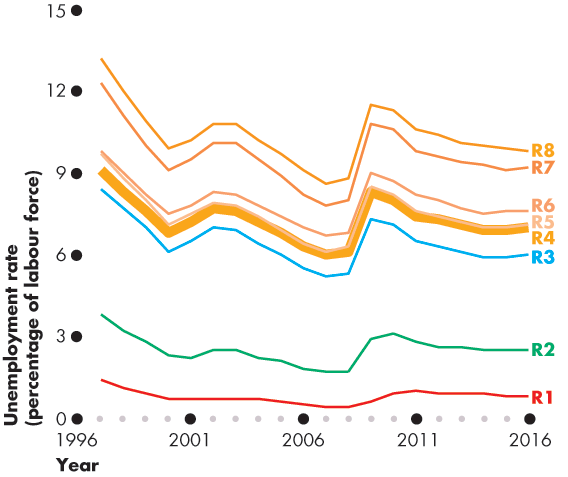 15
12
9
6
3
0
Unemployment rate
(percentage of labour force)
R8
R7
R6
R5
R4
R3
R2
R1
1996 2001 2006 2011 2016
Year